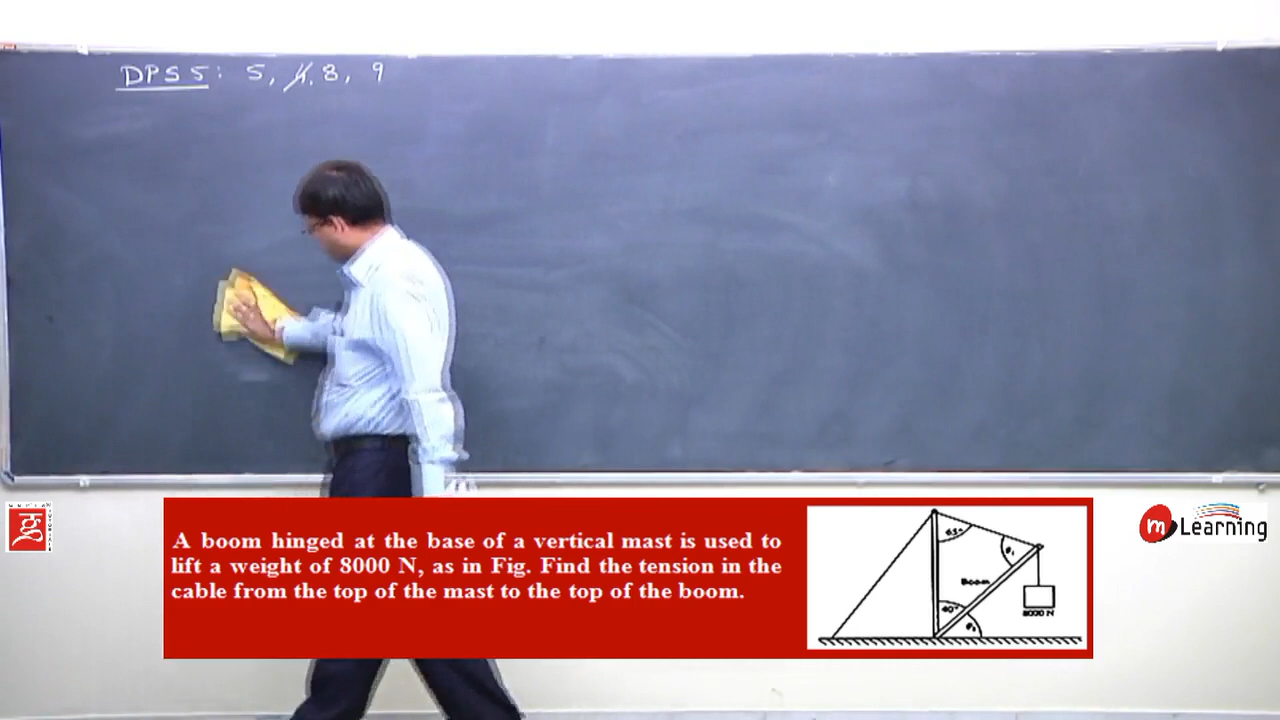 DPS 5 : 5, 4, 8, 9
A boom hinged at the base of a vertical mast is used to
lift a weight of 8000 N, as in Fig. Find the tension in the
cable from the top of the mast to the top of the boom.
65°
θ₁
Boom
40°
θ₂
8000 N
m Learning